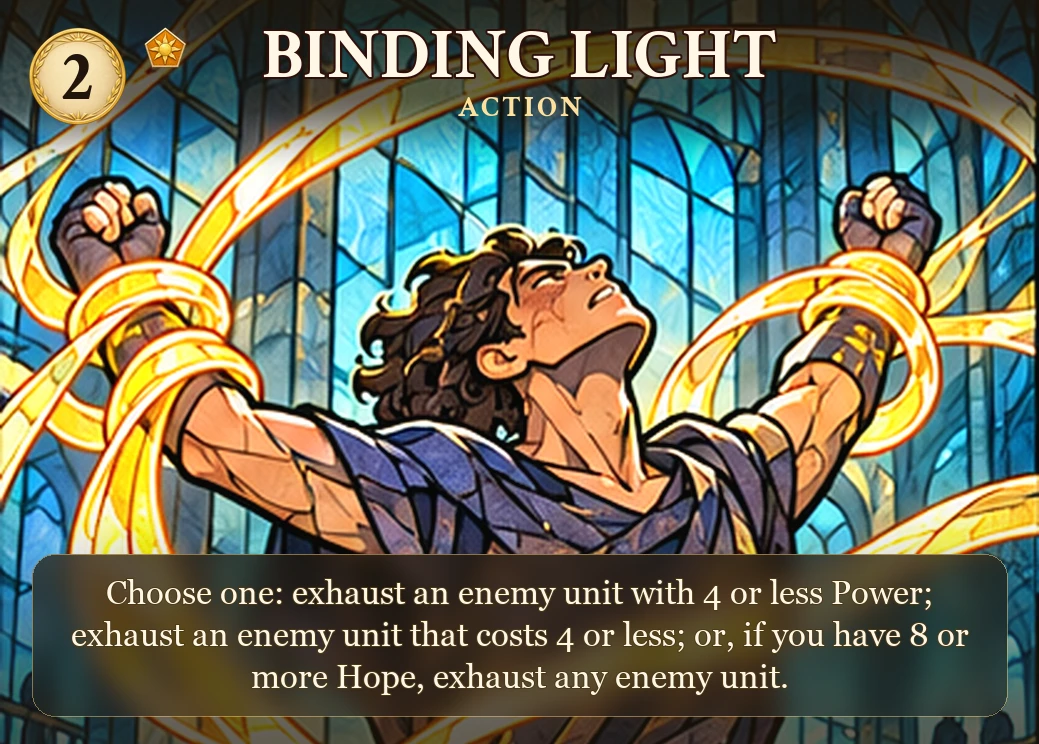 2
BINDING LIGHT
ACTION
Choose one: exhaust an enemy unit with 4 or less Power;
exhaust an enemy unit that costs 4 or less; or, if you have 8 or
more Hope, exhaust any enemy unit.